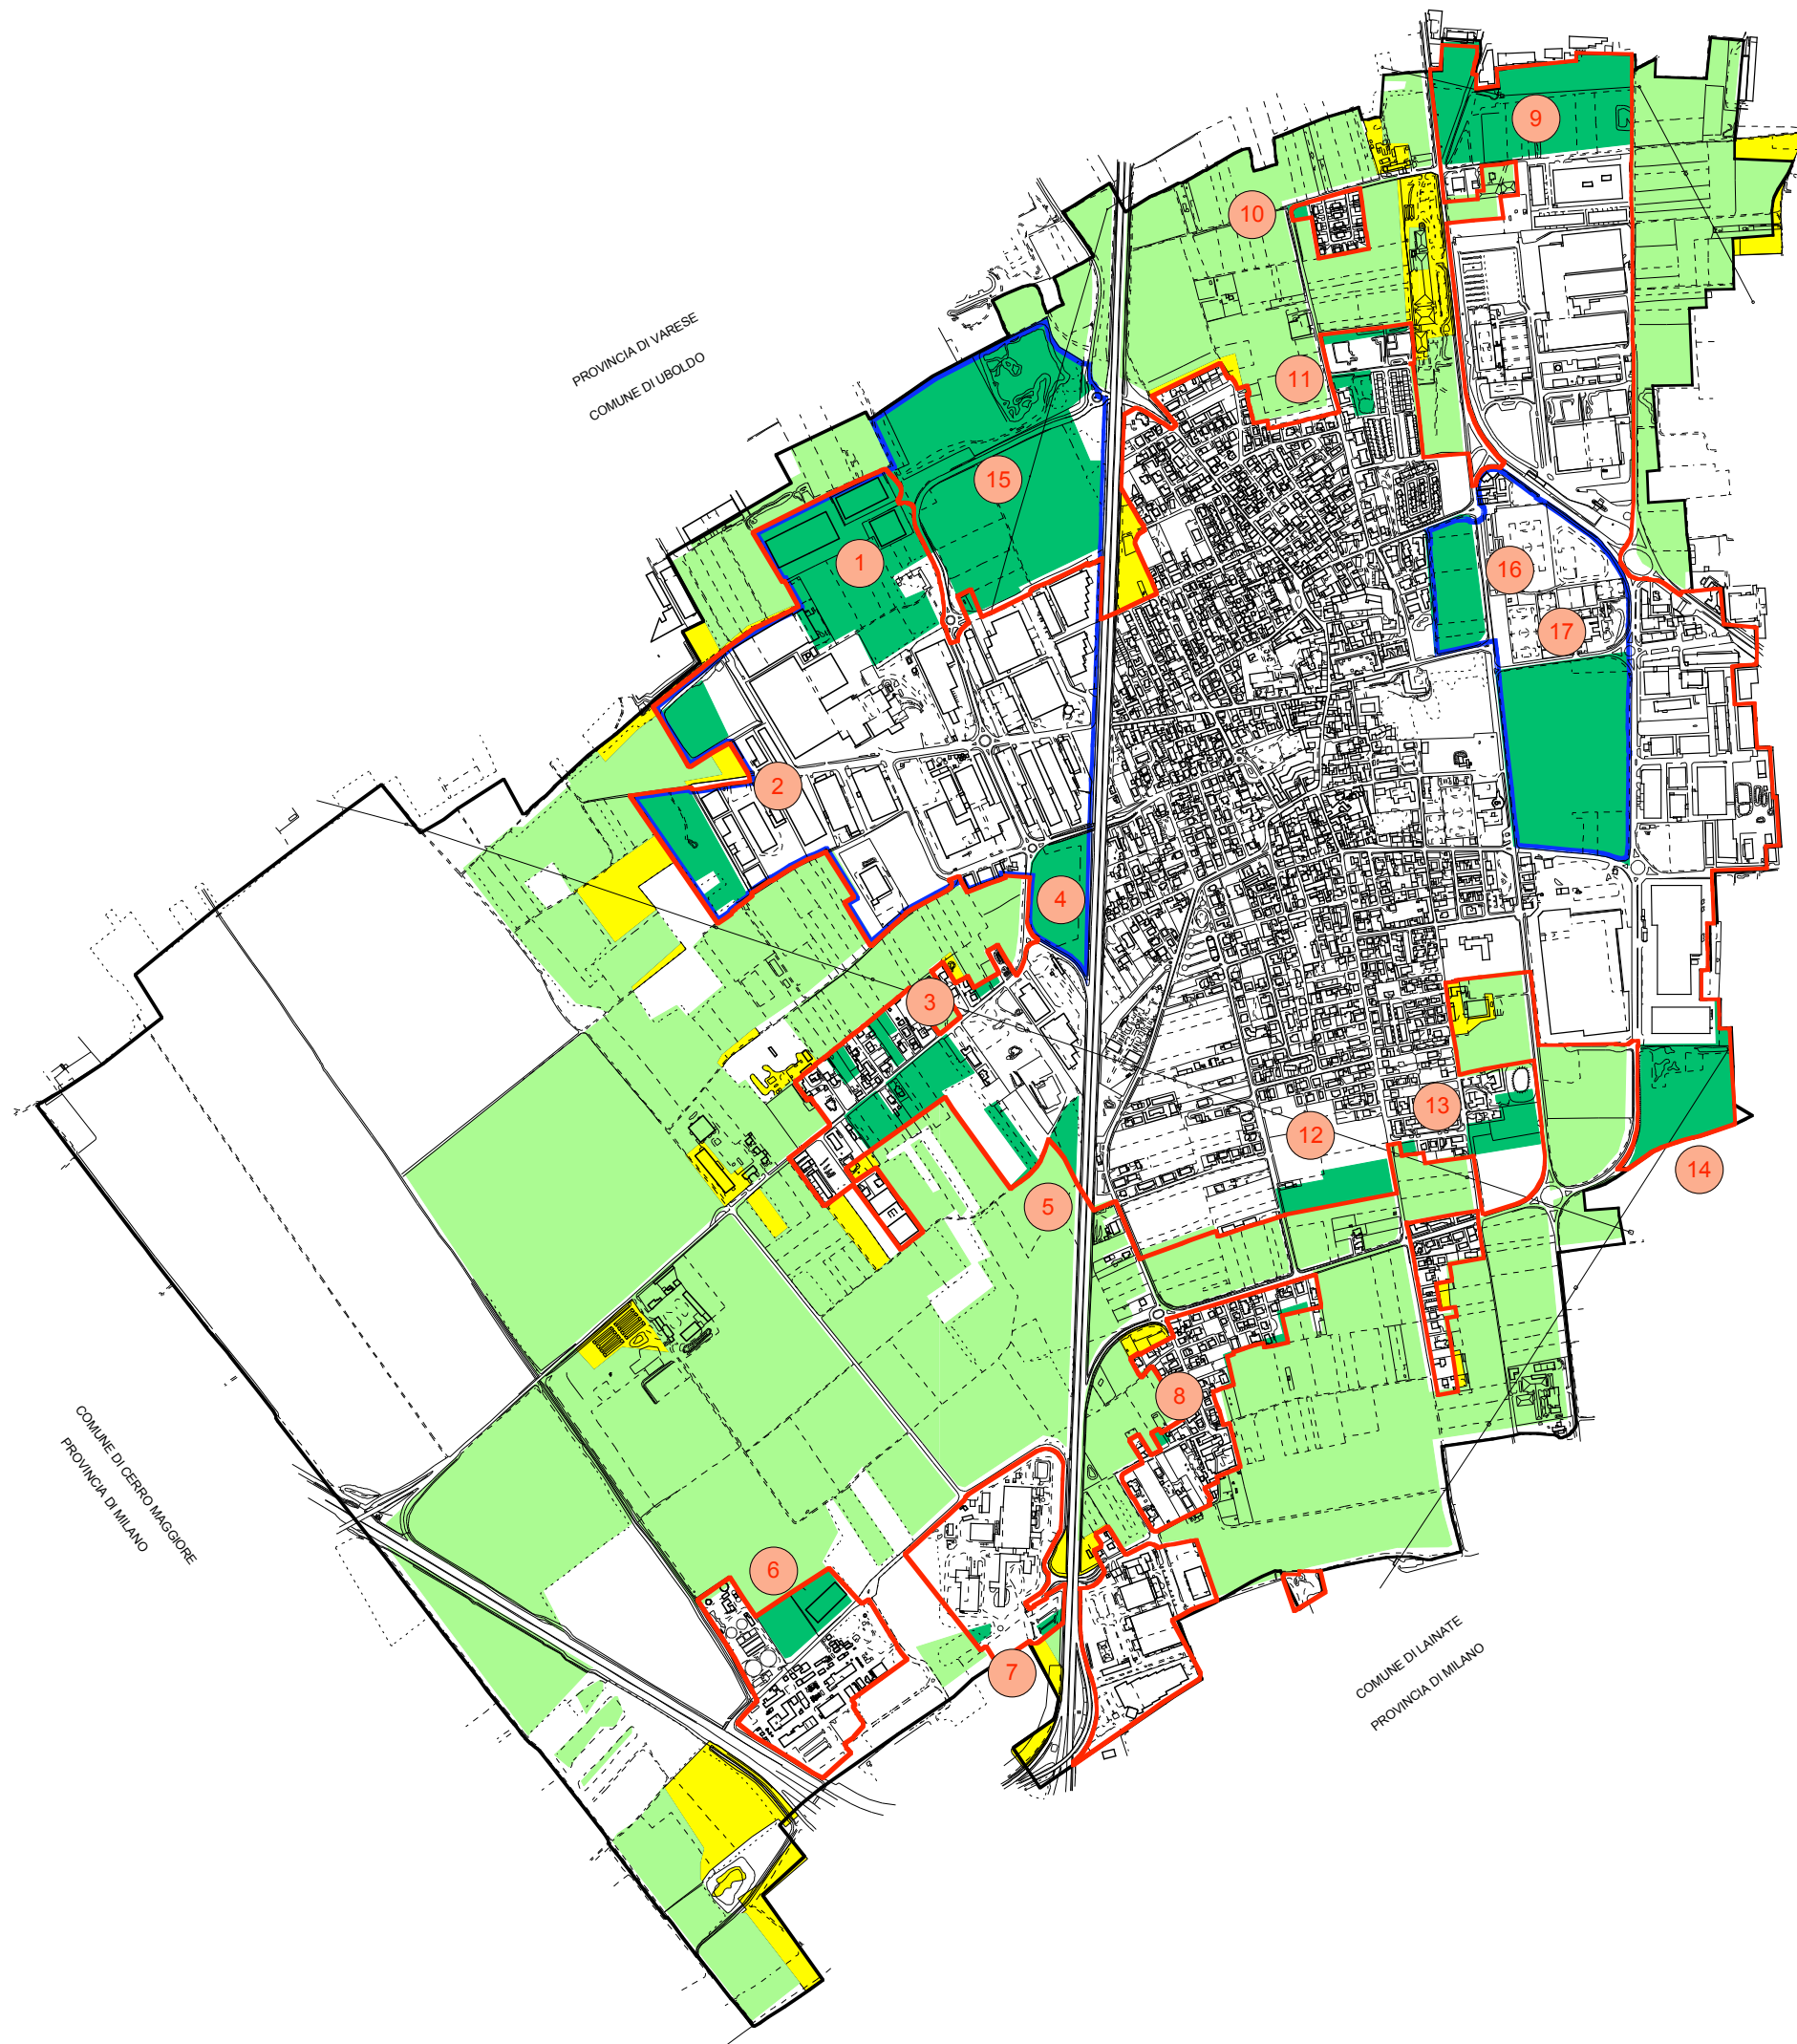 9
10
PROVINCIA DI VARESE
COMUNE DI UBOLDO
11
15
1
16
17
2
4
3
13
12
14
5
8
COMUNE DI CERRO MAGGIORE
PROVINCIA DI MILANO
6
7
COMUNE DI LAINATE
PROVINCIA DI MILANO